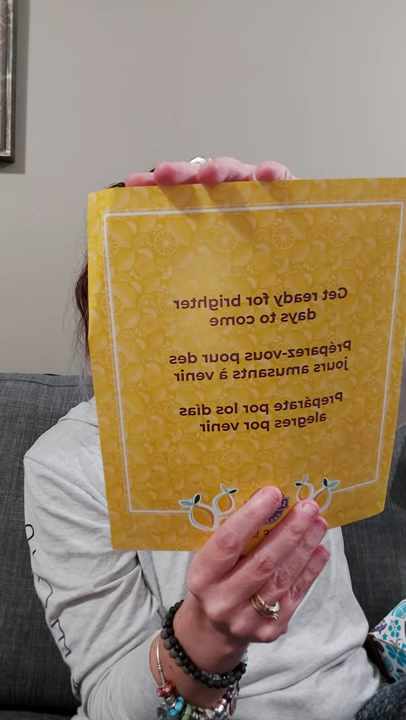 Get ready for brighter
days to come
Préparez-vous pour des
jours amusants à venir
Prepárate por los días
alegres por venir